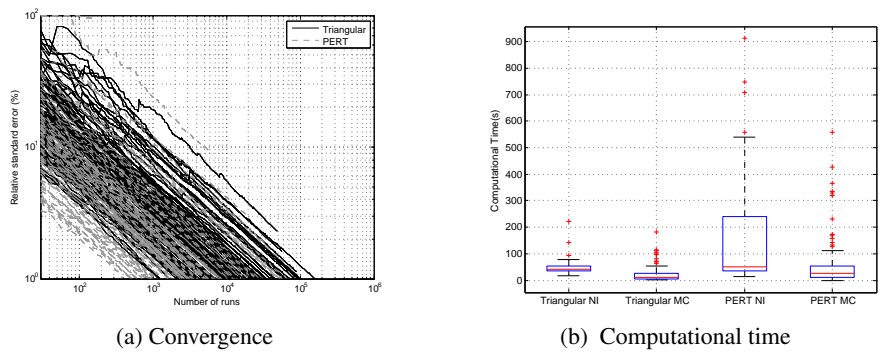 10²
10¹
10⁰
Relative standard error (%)
Triangular
PERT
10² 10³ 10⁴ 10⁵ 10⁶
Number of runs
(a) Convergence
900
800
700
600
500
400
300
200
100
0
Computational Time(s)
Triangular NI Triangular MC PERT NI PERT MC
(b) Computational time